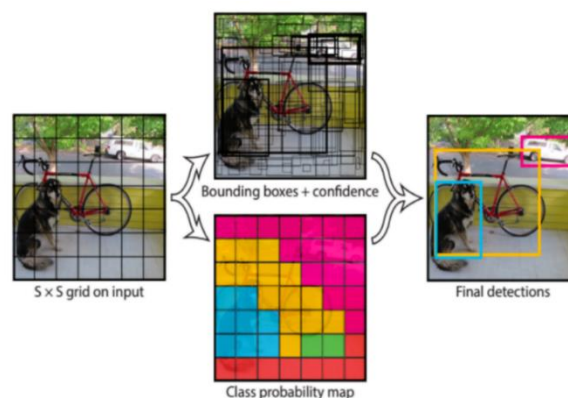 Bounding boxes + confidence
S × S grid on input
Final detections
Class probability map